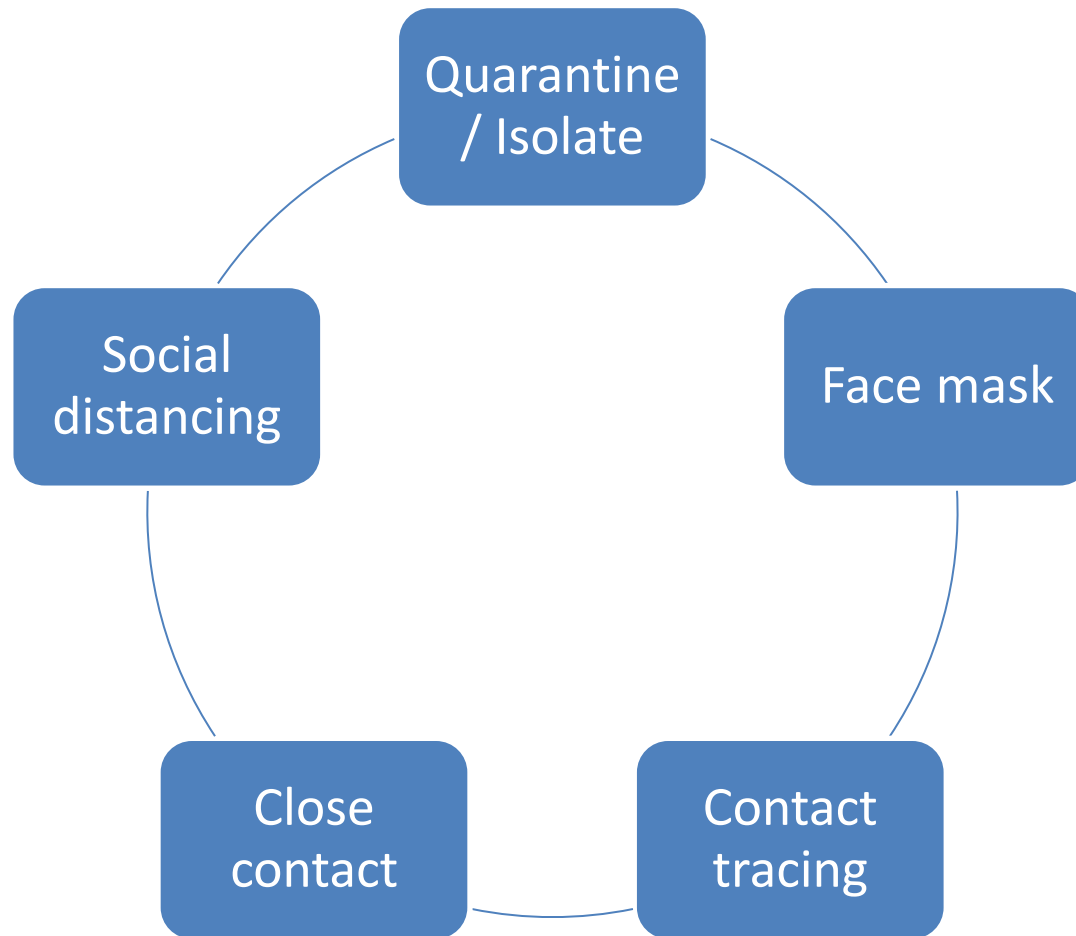 Quarantine
/ Isolate
Social
distancing
Face mask
Close
contact
Contact
tracing